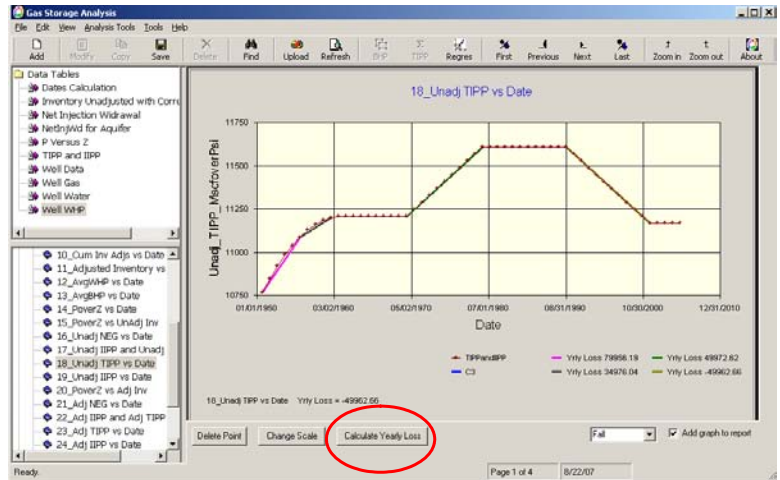 Gas Storage Analysis
File Edit View Analysis Tools Tools Help
Add Modify Copy Save Delete Find Upload Refresh BHP TIPP Regres First Previous Next Last Zoom in Zoom out About
Data Tables
Dates Calculation
Inventory Unadjusted with Corre
Net Injection Widrawal
NetInjWd for Aquifer
P Versus Z
TIPP and IIPP
Well Data
Well Gas
Well Water
Well WHP
10_Cum Inv Adjs vs Date
11_Adjusted Inventory vs
12_AvgWHP vs Date
13_AvgBHP vs Date
14_PoverZ vs Date
15_PoverZ vs UnAdj Inv
16_Unadj NEG vs Date
17_Unadj IIPP and Unadj
18_Unadj TIPP vs Date
19_Unadj IIPP vs Date
20_PoverZ vs Adj Inv
21_Adj NEG vs Date
22_Adj IIPP and Adj TIPP
23_Adj TIPP vs Date
24_Adj IIPP vs Date
18_Unadj TIPP vs Date
Unadj_TIPP_MscfoverPsi
11750
11500
11250
11000
10750
01/01/1950 03/02/1960 05/02/1970 07/01/1980 08/31/1990 10/30/2000 12/31/2010
Date
TIPPandIIPP Yrly Loss 79956.19 Yrly Loss 49972.62
C3 Yrly Loss 34976.04 Yrly Loss -49962.66
18_Unadj TIPP vs Date Yrly Loss = -49962.66
Delete Point Change Scale Calculate Yearly Loss Fall Add graph to report
Ready. Page 1 of 4 8/22/07